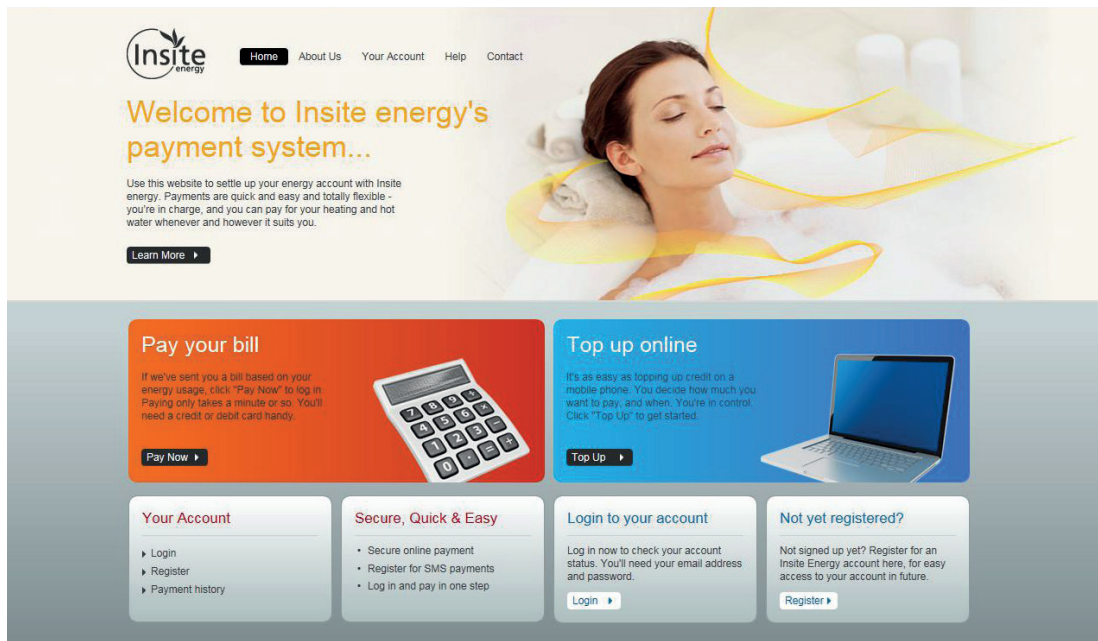 Insite
energy
Home About Us Your Account Help Contact
Welcome to Insite energy's
payment system...
Use this website to settle up your energy account with Insite
energy. Payments are quick and easy and totally flexible -
you're in charge, and you can pay for your heating and hot
water whenever and however it suits you.
Learn More
Pay your bill
If we've sent you a bill based on your
energy usage, click "Pay Now" to log in.
Paying only takes a minute or so. You'll
need a credit or debit card handy.
Pay Now
7 8 9 ÷
4 5 6 ×
1 2 3 −
0 . = +
Top up online
It's as easy as topping up credit on a
mobile phone. You decide how much you
want to pay, and when. You're in control.
Click "Top Up" to get started.
Top Up
Your Account
Login
Register
Payment history
Secure, Quick & Easy
• Secure online payment
• Register for SMS payments
• Log in and pay in one step
Login to your account
Log in now to check your account
status. You'll need your email address
and password.
Login
Not yet registered?
Not signed up yet? Register for an
Insite Energy account here, for easy
access to your account in future.
Register